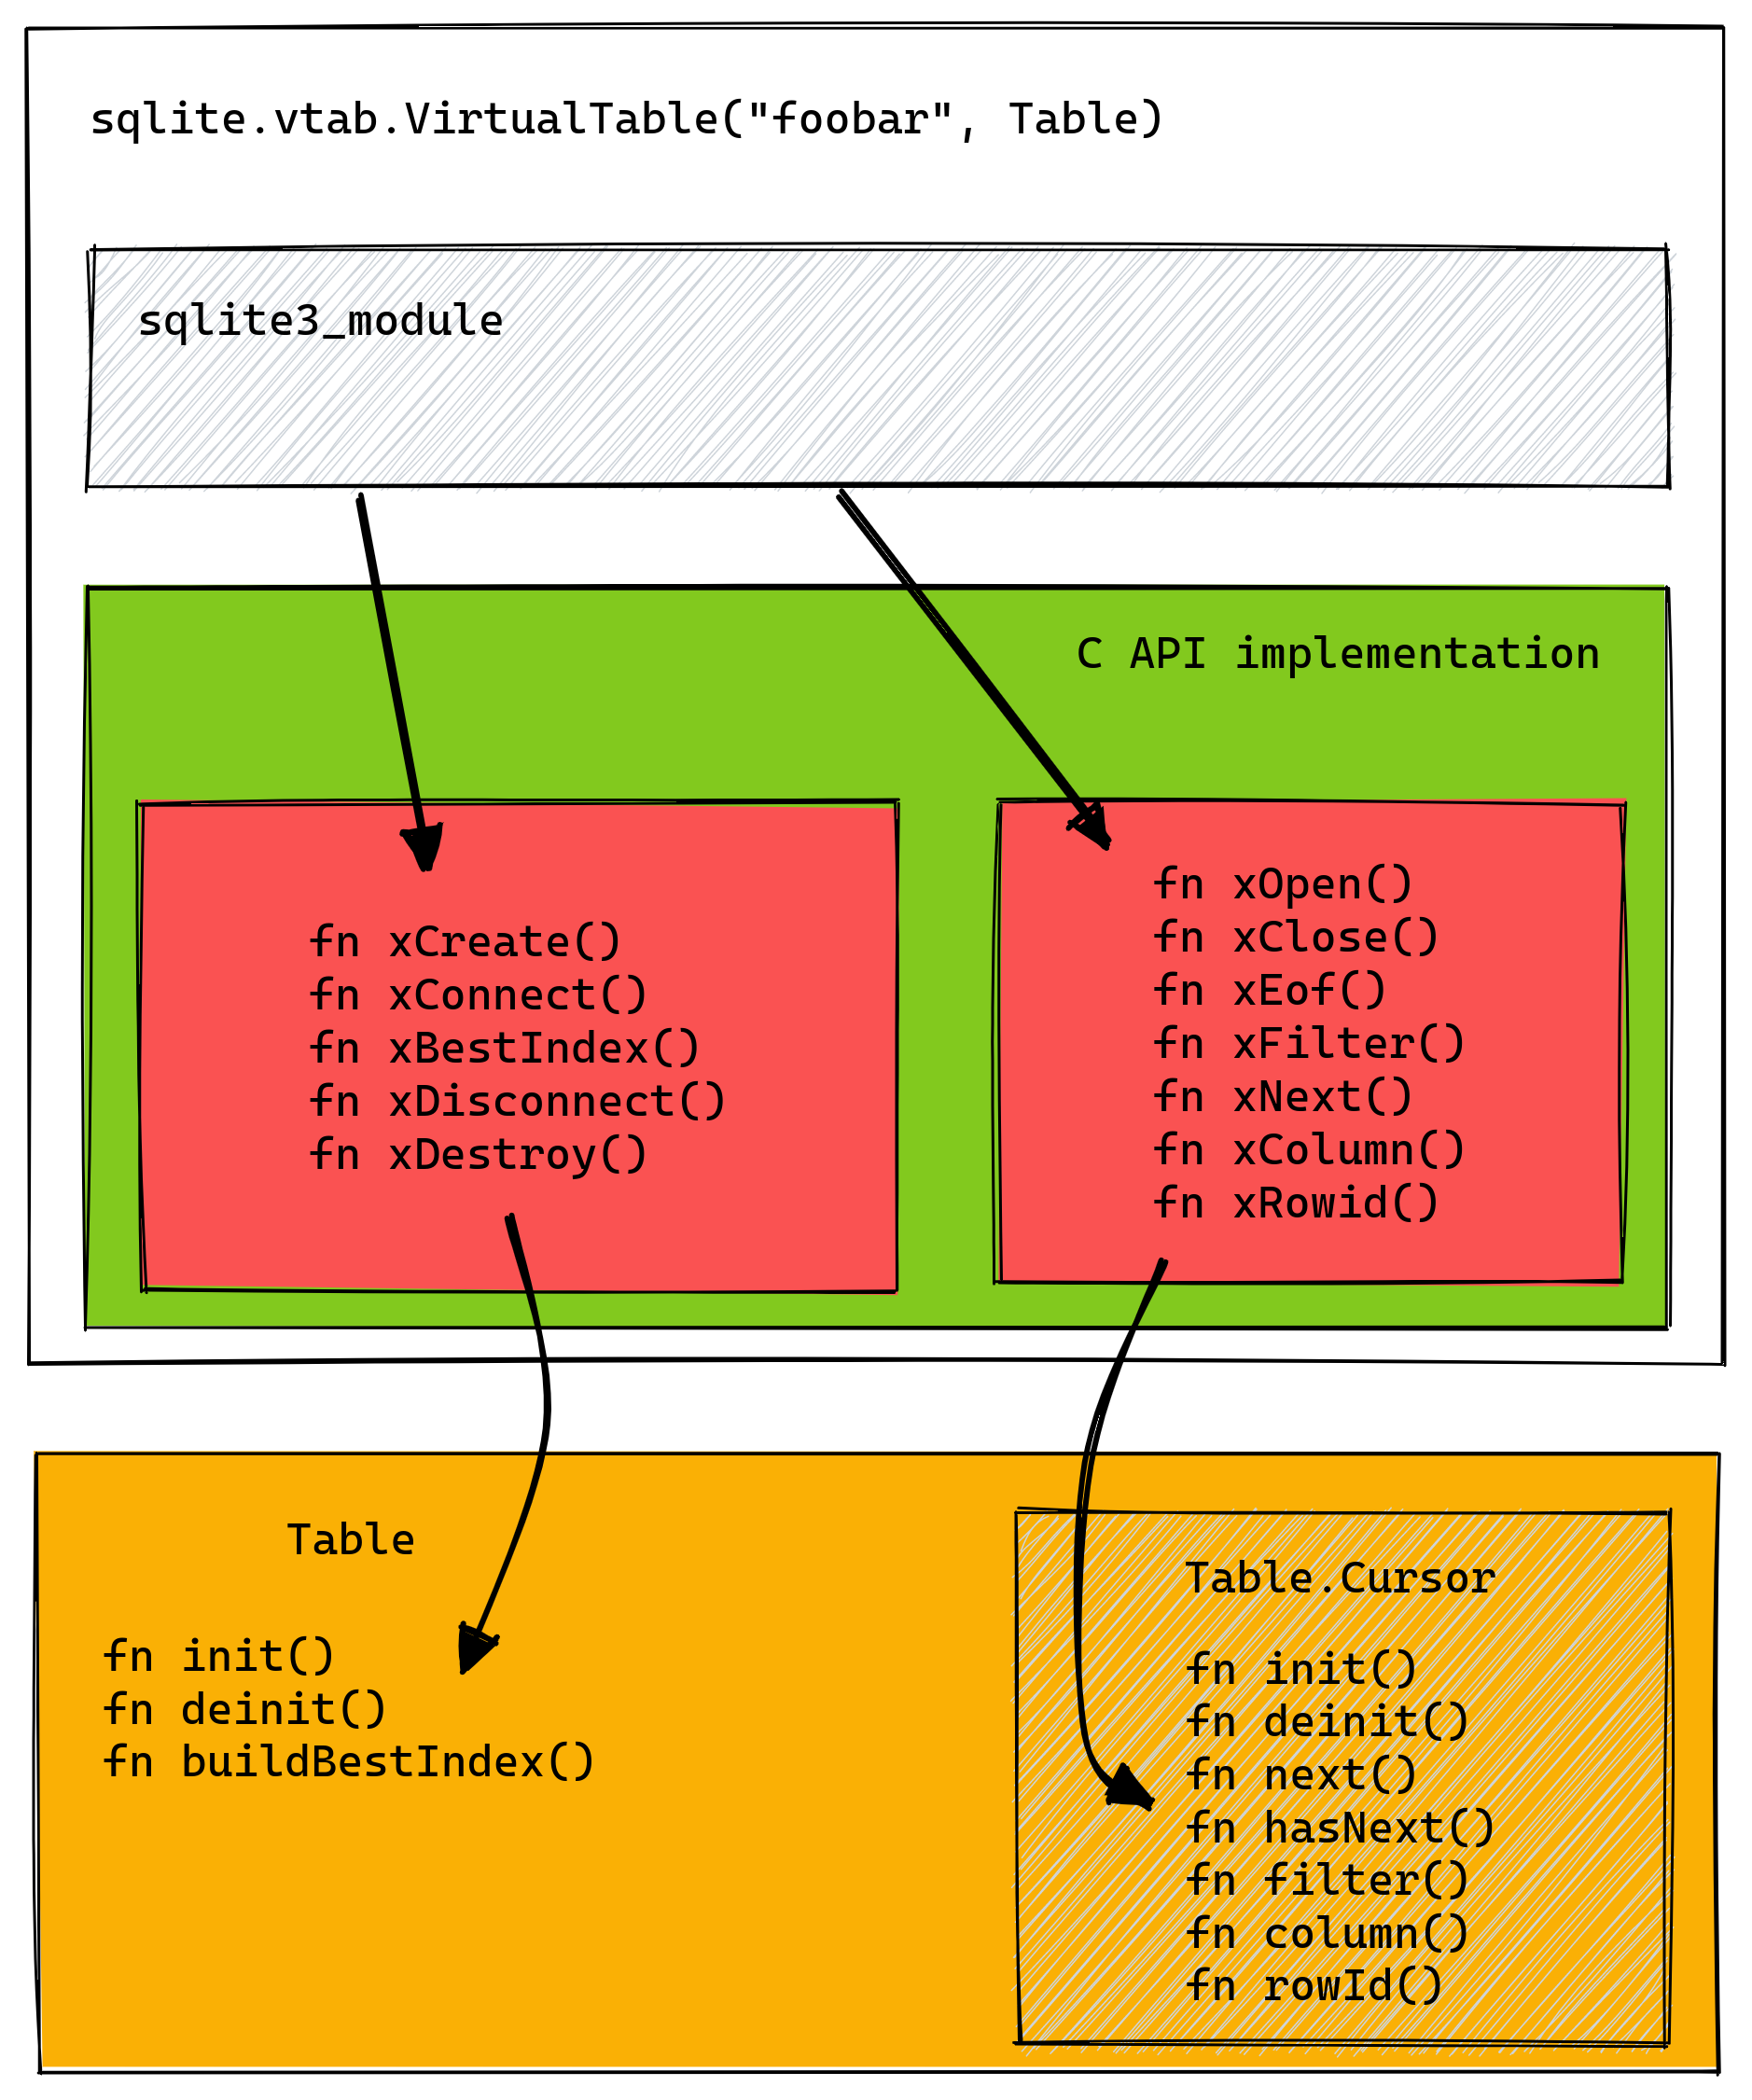 sqlite.vtab.VirtualTable("foobar", Table)
sqlite3_module
C API implementation
fn xCreate()
fn xConnect()
fn xBestIndex()
fn xDisconnect()
fn xDestroy()
fn xOpen()
fn xClose()
fn xEof()
fn xFilter()
fn xNext()
fn xColumn()
fn xRowid()
Table
fn init()
fn deinit()
fn buildBestIndex()
Table.Cursor
fn init()
fn deinit()
fn next()
fn hasNext()
fn filter()
fn column()
fn rowId()